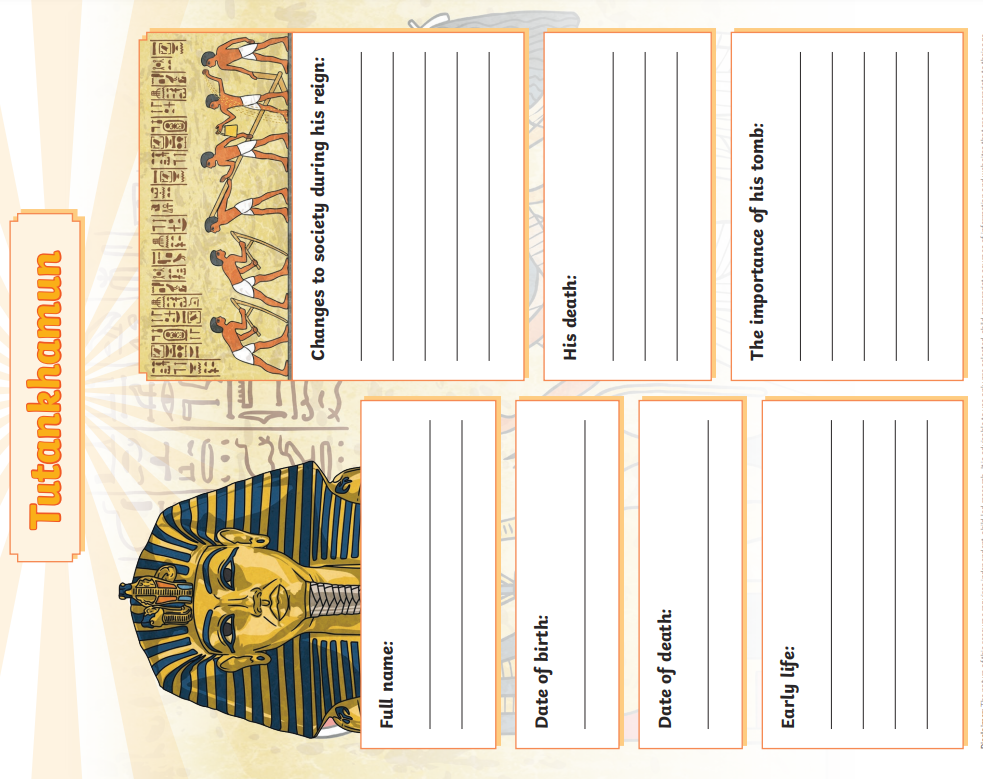 Tutankhamun
Full name:
Date of birth:
Date of death:
Early life:
Changes to society during his reign:
His death:
The importance of his tomb: